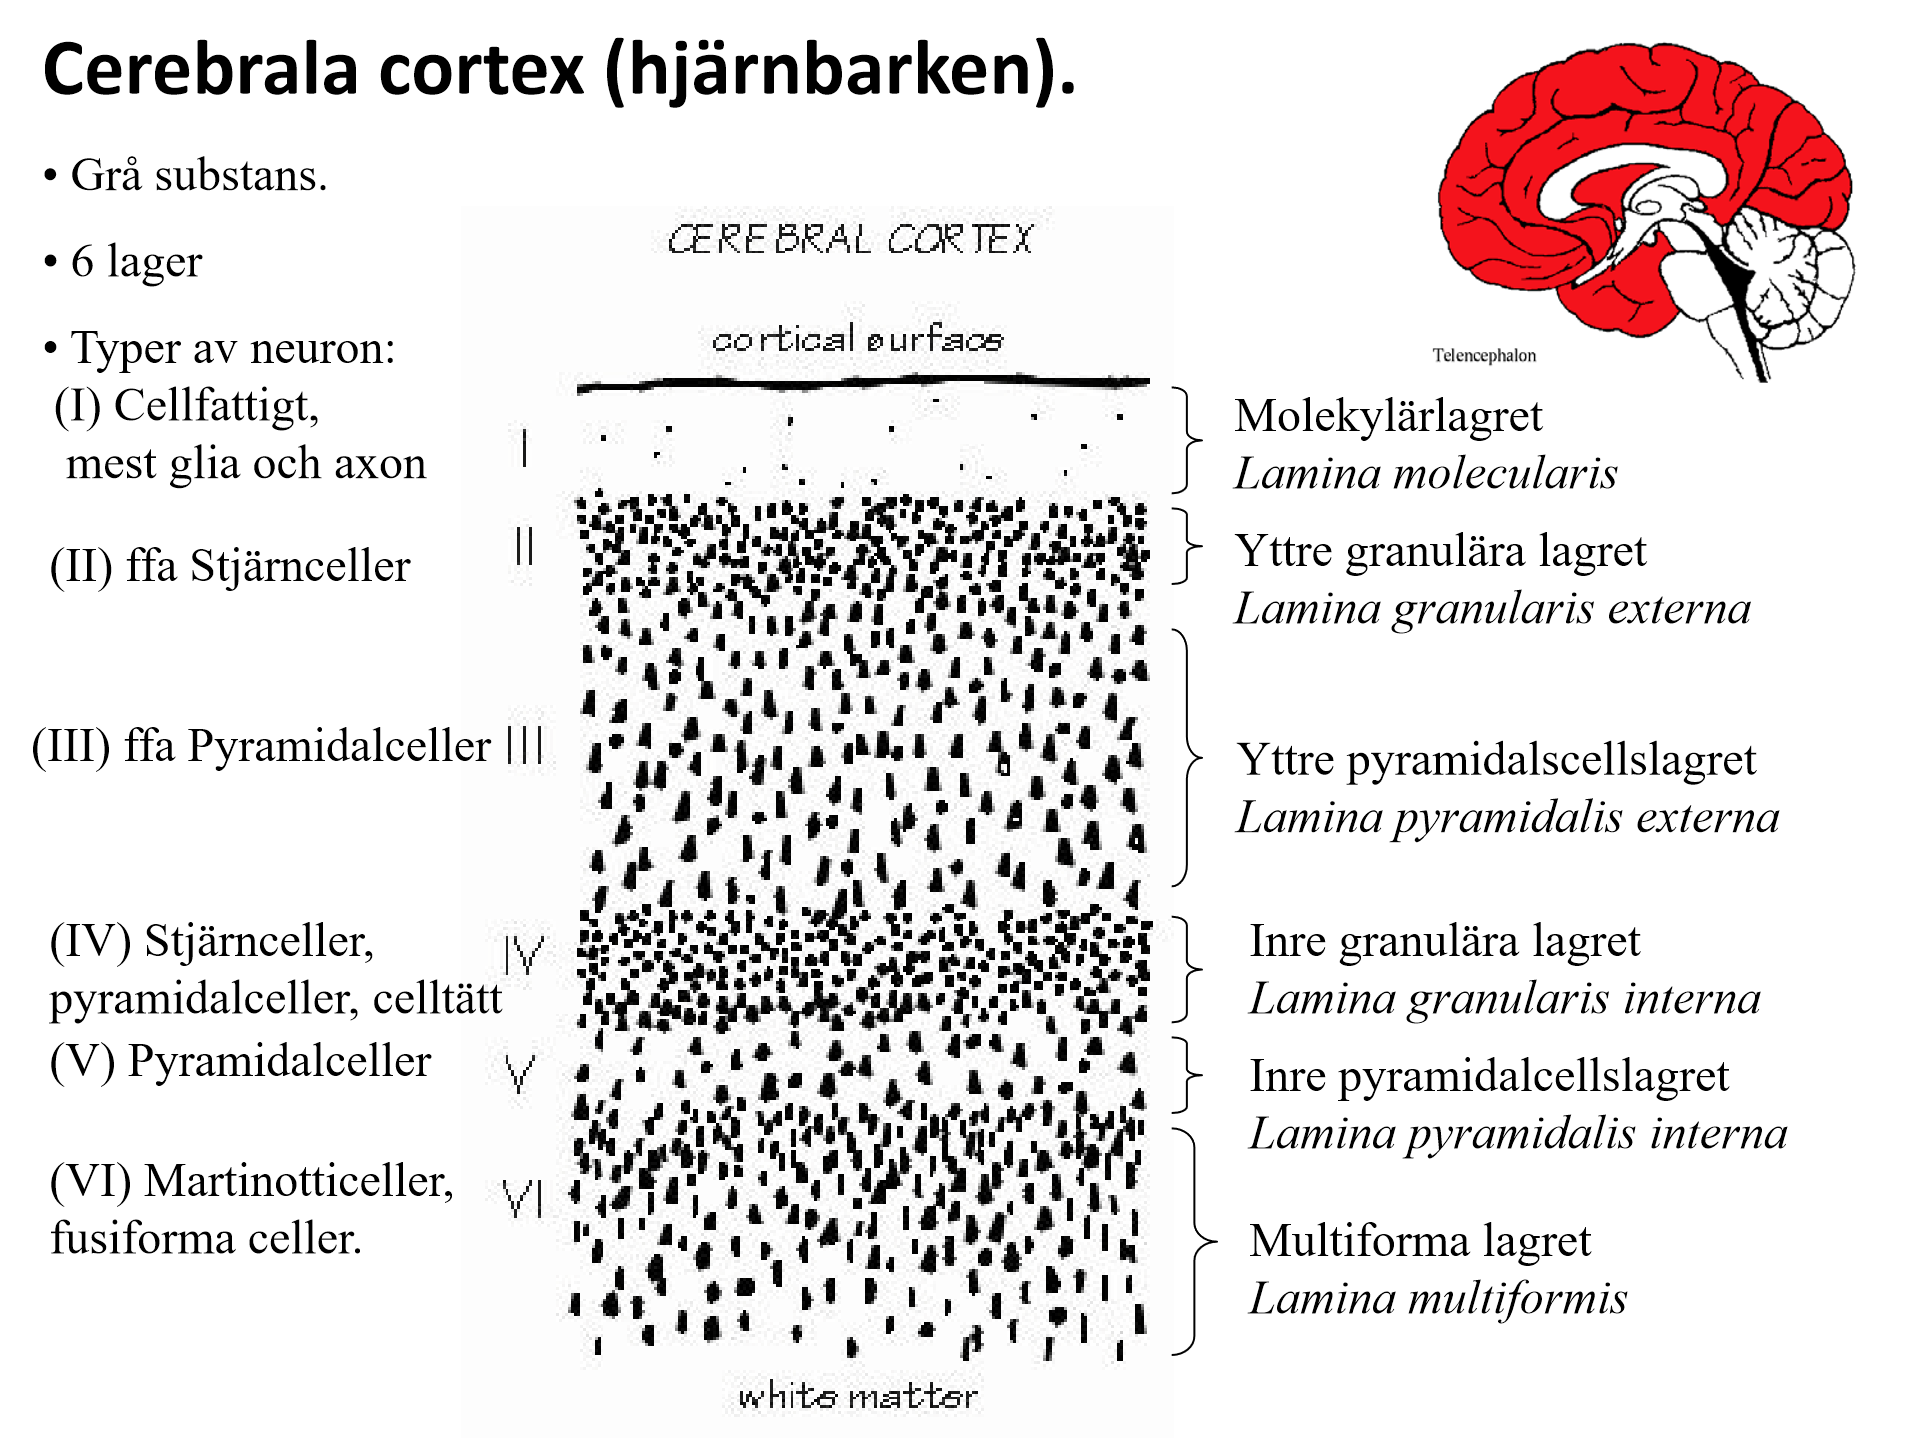 Cerebrala cortex (hjärnbarken).
• Grå substans.
• 6 lager
• Typer av neuron:
(I) Cellfattigt,
mest glia och axon
(II) ffa Stjärnceller
(III) ffa Pyramidalceller
(IV) Stjärnceller,
pyramidalceller, celltätt
(V) Pyramidalceller
(VI) Martinotticeller,
fusiforma celler.
CEREBRAL CORTEX
cortical surface
I
II
III
IV
V
VI
white matter
Telencephalon
Molekylärlagret
Lamina molecularis
Yttre granulära lagret
Lamina granularis externa
Yttre pyramidalscellslagret
Lamina pyramidalis externa
Inre granulära lagret
Lamina granularis interna
Inre pyramidalcellslagret
Lamina pyramidalis interna
Multiforma lagret
Lamina multiformis